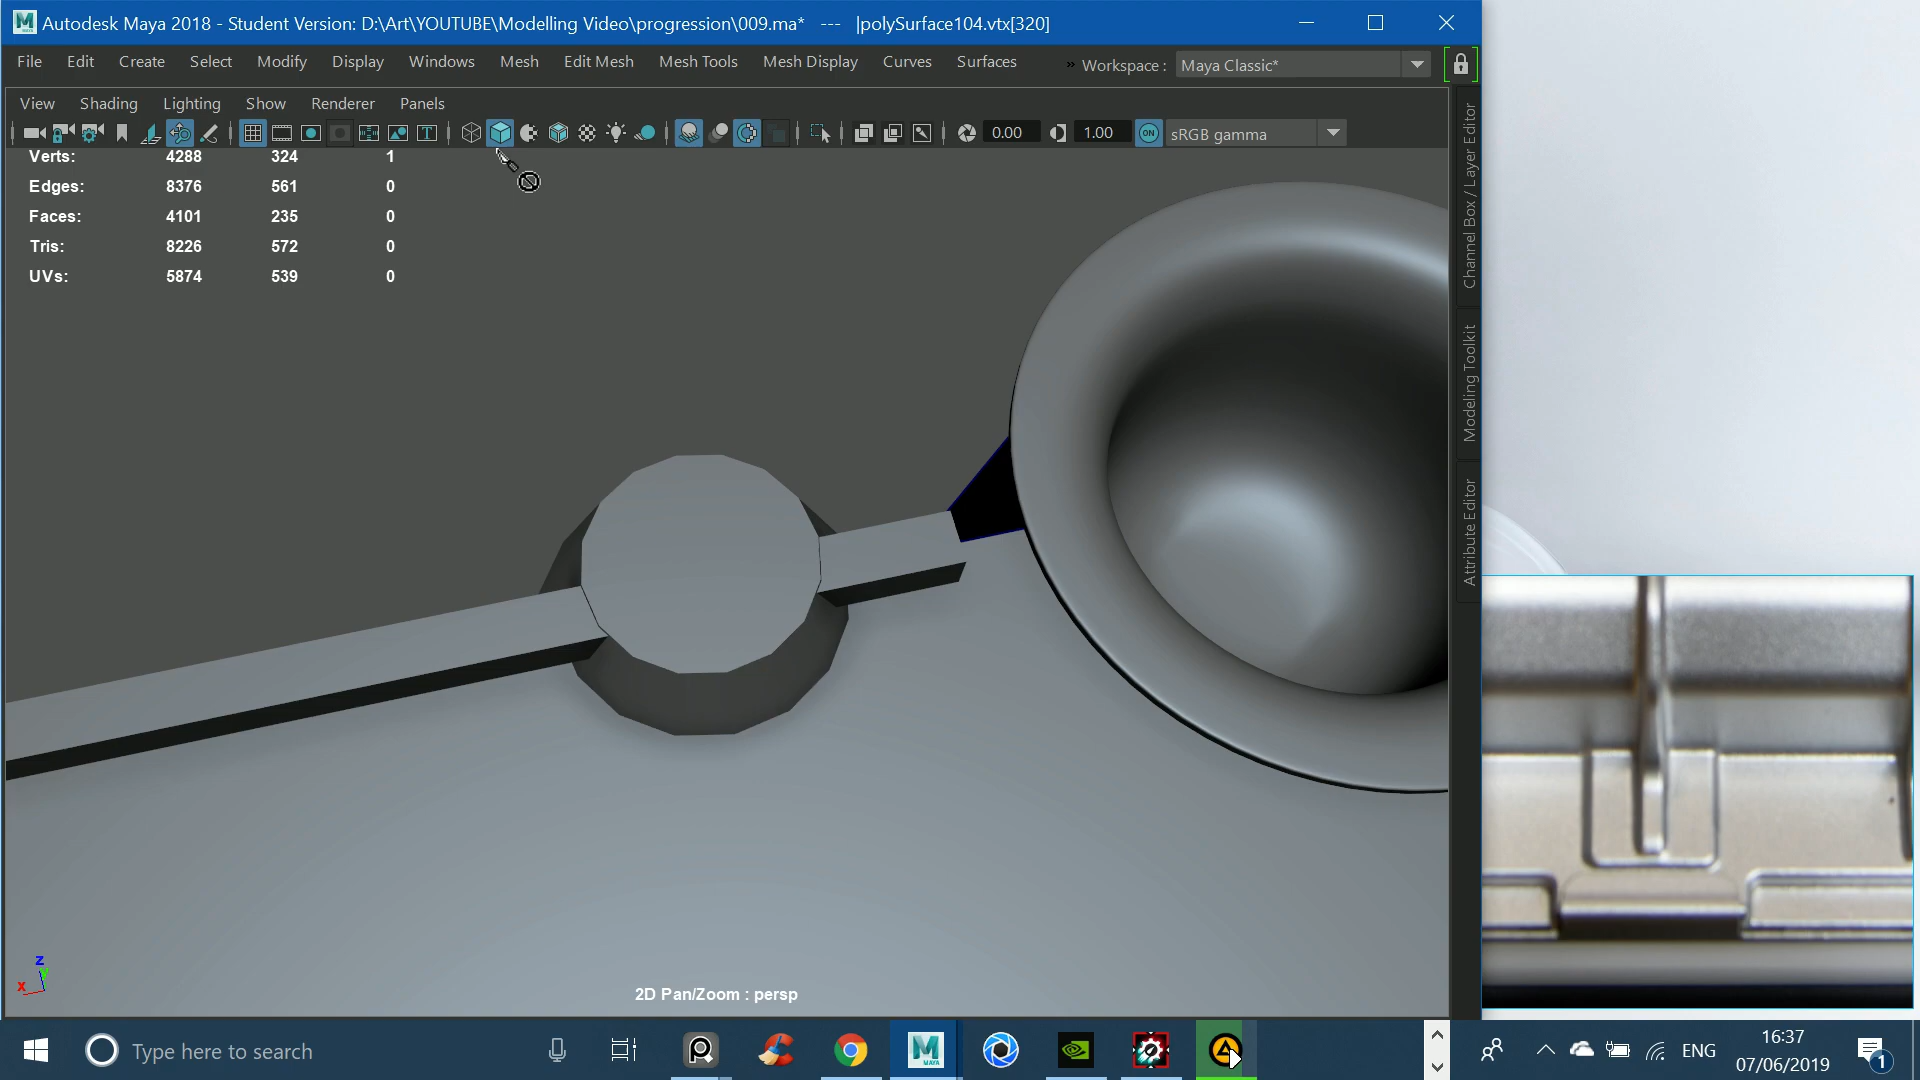 Autodesk Maya 2018 - Student Version: D:\Art\YOUTUBE\Modelling Video\progression\009.ma* --- |polySurface104.vtx[320]
File Edit Create Select Modify Display Windows Mesh Edit Mesh Mesh Tools Mesh Display Curves Surfaces » Workspace : Maya Classic*
View Shading Lighting Show Renderer Panels
0.00 1.00 ON sRGB gamma
Verts: 4288 324 1
Edges: 8376 561 0
Faces: 4101 235 0
Tris: 8226 572 0
UVs: 5874 539 0
Channel Box / Layer Editor
Modeling Toolkit
Attribute Editor
z
y
x
2D Pan/Zoom : persp
Type here to search
MAYA
ENG
16:37
07/06/2019
1